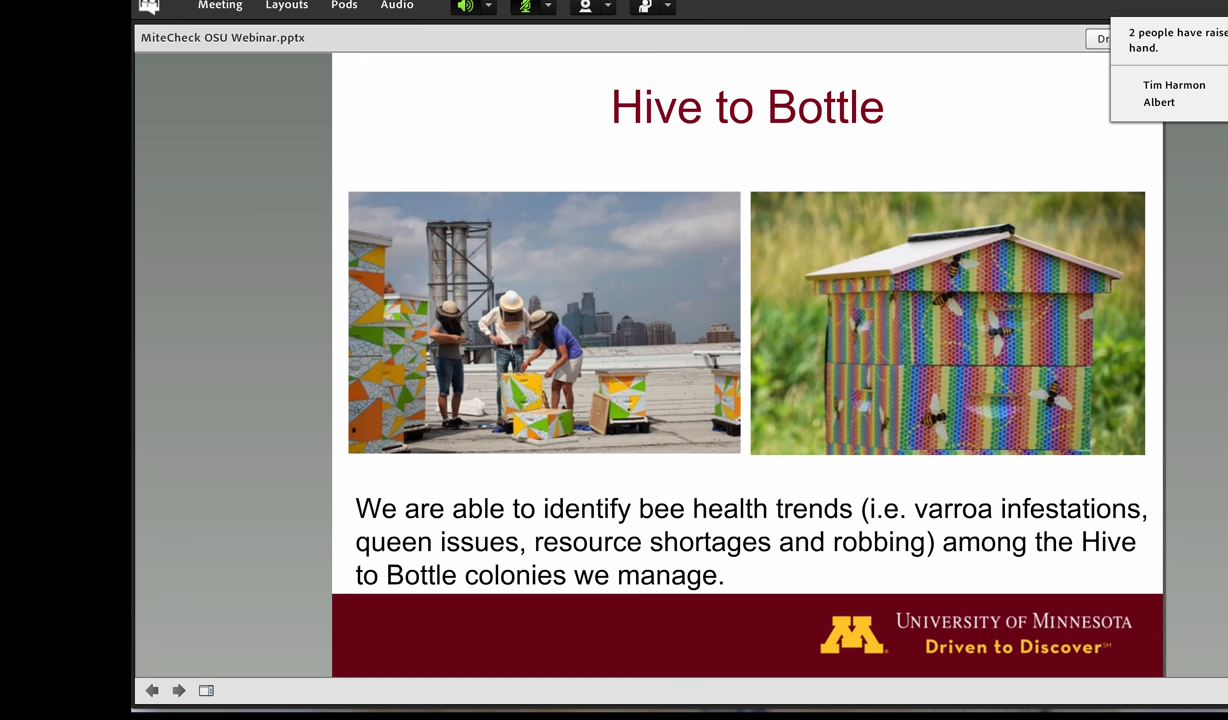 Meeting Layouts Pods Audio
MiteCheck OSU Webinar.pptx
2 people have
hand.
Tim Harmon
Albert
Hive to Bottle
We are able to identify bee health trends (i.e. varroa infestations,
queen issues, resource shortages and robbing) among the Hive
to Bottle colonies we manage.
UNIVERSITY OF MINNESOTA
Driven to Discover℠